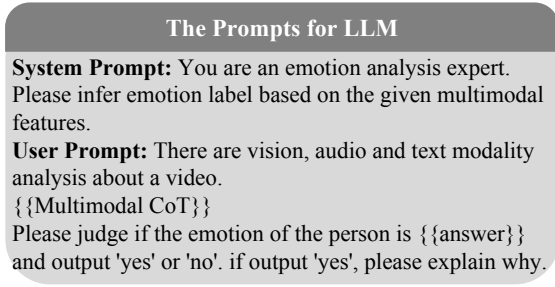 The Prompts for LLM
System Prompt: You are an emotion analysis expert.
Please infer emotion label based on the given multimodal
features.
User Prompt: There are vision, audio and text modality
analysis about a video.
{{Multimodal CoT}}
Please judge if the emotion of the person is {{answer}}
and output 'yes' or 'no'. if output 'yes', please explain why.